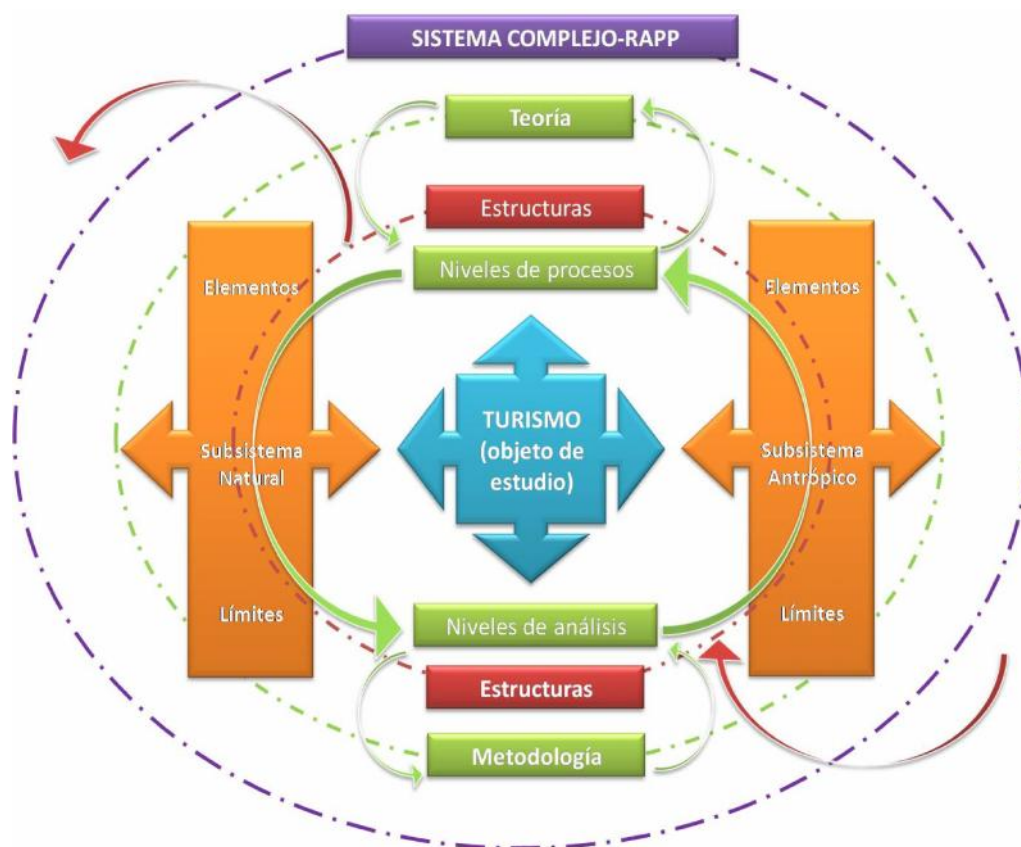 SISTEMA COMPLEJO-RAPP
Teoría
Estructuras
Niveles de procesos
Elementos
Subsistema
Natural
Límites
TURISMO
(objeto de
estudio)
Elementos
Subsistema
Antrópico
Límites
Niveles de análisis
Estructuras
Metodología